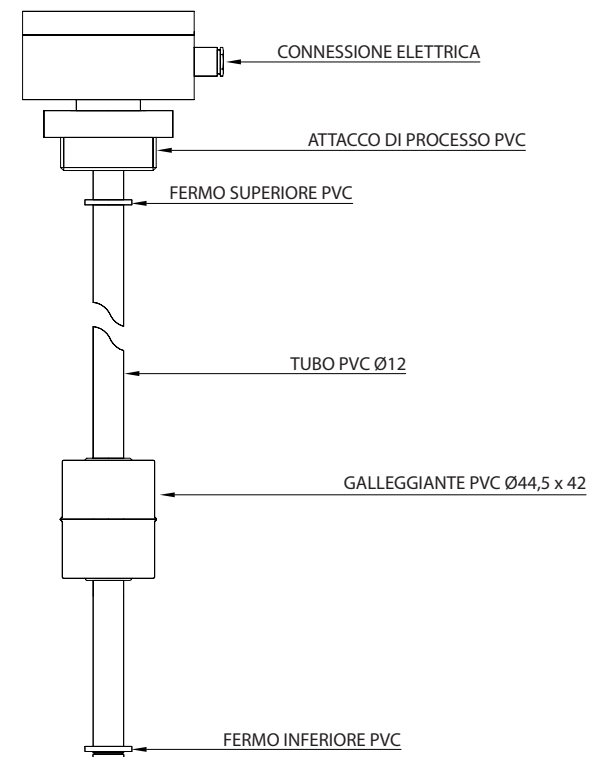 CONNESSIONE ELETTRICA
ATTACCO DI PROCESSO PVC
FERMO SUPERIORE PVC
TUBO PVC Ø12
GALLEGGIANTE PVC Ø44,5 x 42
FERMO INFERIORE PVC